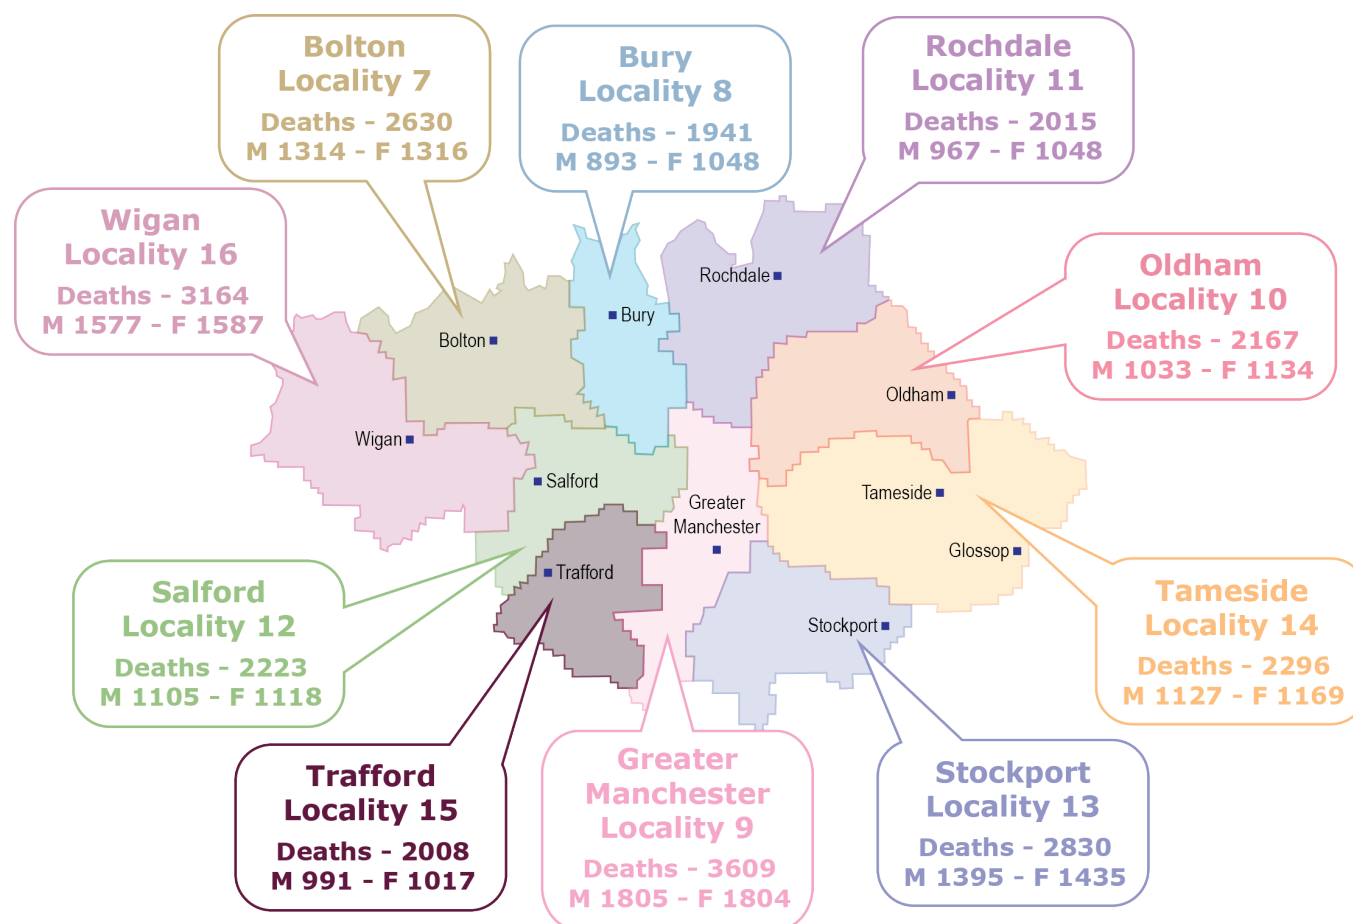 Bolton
Locality 7
Deaths - 2630
M 1314 - F 1316
Bury
Locality 8
Deaths - 1941
M 893 - F 1048
Rochdale
Locality 11
Deaths - 2015
M 967 - F 1048
Wigan
Locality 16
Deaths - 3164
M 1577 - F 1587
Oldham
Locality 10
Deaths - 2167
M 1033 - F 1134
Rochdale
Bury
Bolton
Oldham
Wigan
Salford
Tameside
Greater
Manchester
Glossop
Trafford
Stockport
Salford
Locality 12
Deaths - 2223
M 1105 - F 1118
Tameside
Locality 14
Deaths - 2296
M 1127 - F 1169
Trafford
Locality 15
Deaths - 2008
M 991 - F 1017
Greater
Manchester
Locality 9
Deaths - 3609
M 1805 - F 1804
Stockport
Locality 13
Deaths - 2830
M 1395 - F 1435